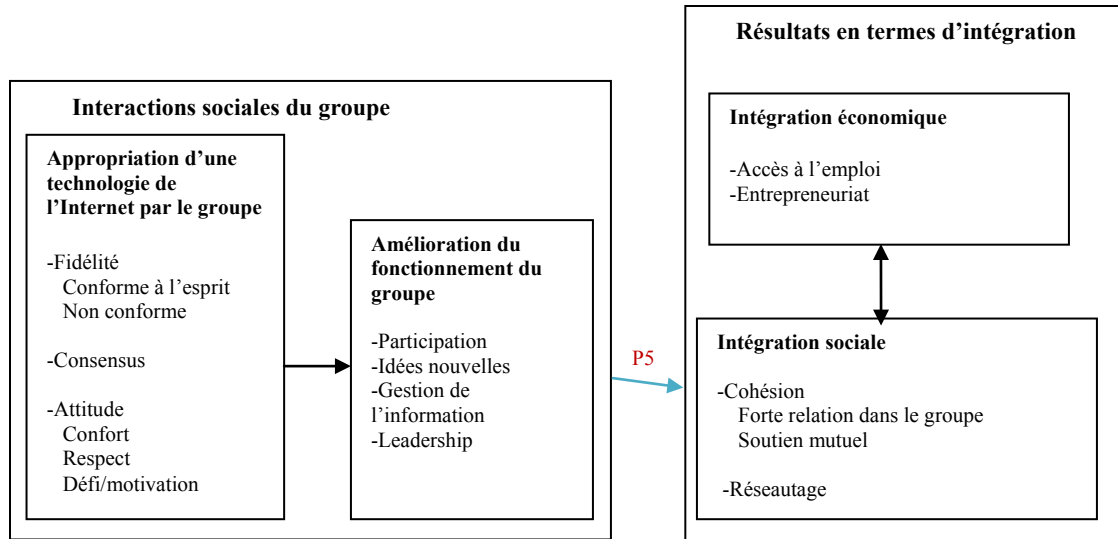 Interactions sociales du groupe
Appropriation d’une
technologie de
l’Internet par le groupe
-Fidélité
Conforme à l’esprit
Non conforme
-Consensus
-Attitude
Confort
Respect
Défi/motivation
Amélioration du
fonctionnement du
groupe
-Participation
-Idées nouvelles
-Gestion de
l’information
-Leadership
P5
Résultats en termes d’intégration
Intégration économique
-Accès à l’emploi
-Entrepreneuriat
Intégration sociale
-Cohésion
Forte relation dans le groupe
Soutien mutuel
-Réseautage